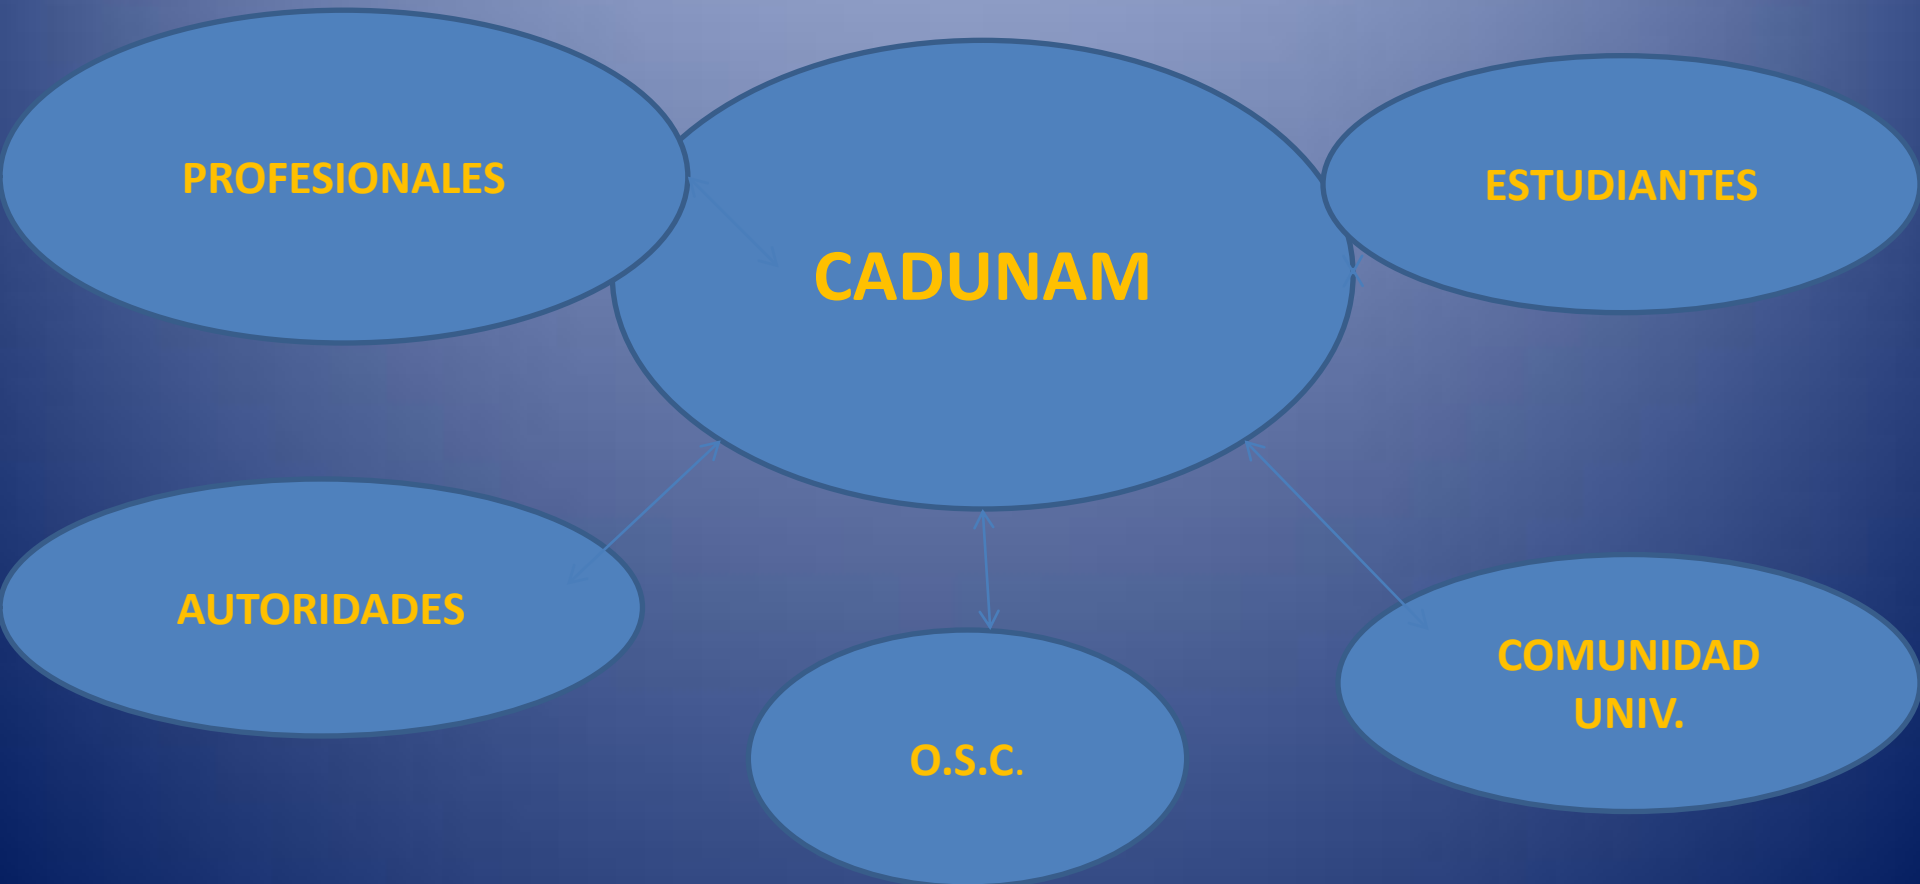 PROFESIONALES
CADUNAM
ESTUDIANTES
AUTORIDADES
O.S.C.
COMUNIDAD
UNIV.